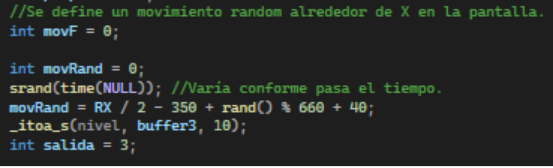 //Se define un movimiento random alrededor de X en la pantalla.
int movF = 0;
int movRand = 0;
srand(time(NULL)); //Varía conforme pasa el tiempo.
movRand = RX / 2 - 350 + rand() % 660 + 40;
_itoa_s(nivel, buffer3, 10);
int salida = 3;